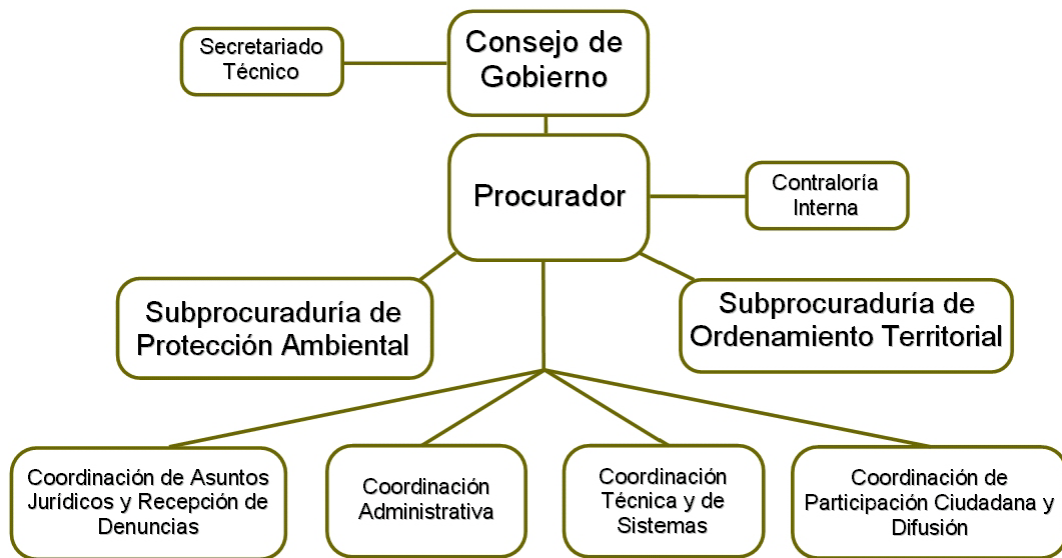 Secretariado
Técnico
Consejo de
Gobierno
Procurador
Contraloría
Interna
Subprocuraduría de
Protección Ambiental
Subprocuraduría de
Ordenamiento Territorial
Coordinación de Asuntos
Jurídicos y Recepción de
Denuncias
Coordinación
Administrativa
Coordinación
Técnica y de
Sistemas
Coordinación de
Participación Ciudadana y
Difusión